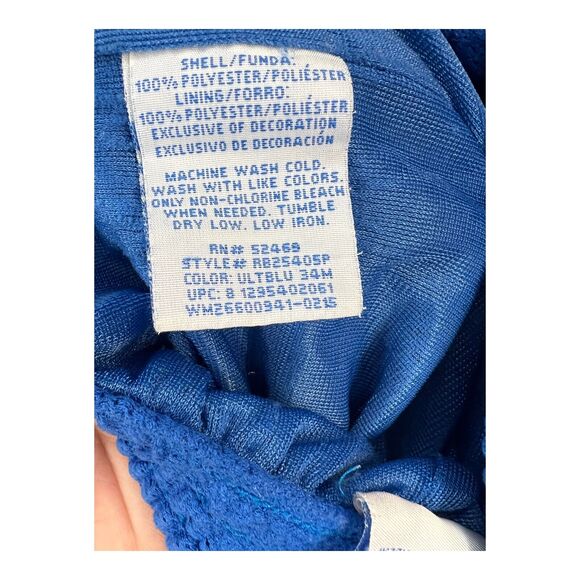 SHELL/FUNDA:
100% POLYESTER/POLIÉSTER
LINING/FORRO:
100% POLYESTER/POLIÉSTER
EXCLUSIVE OF DECORATION
EXCLUSIVO DE DECORACIÓN
MACHINE WASH COLD.
WASH WITH LIKE COLORS.
ONLY NON-CHLORINE BLEACH
WHEN NEEDED. TUMBLE
DRY LOW. LOW IRON.
RN# 52469
STYLE# RB25405P
COLOR: ULTBLU 34M
UPC: 8 1295402061
WM26600941-0215